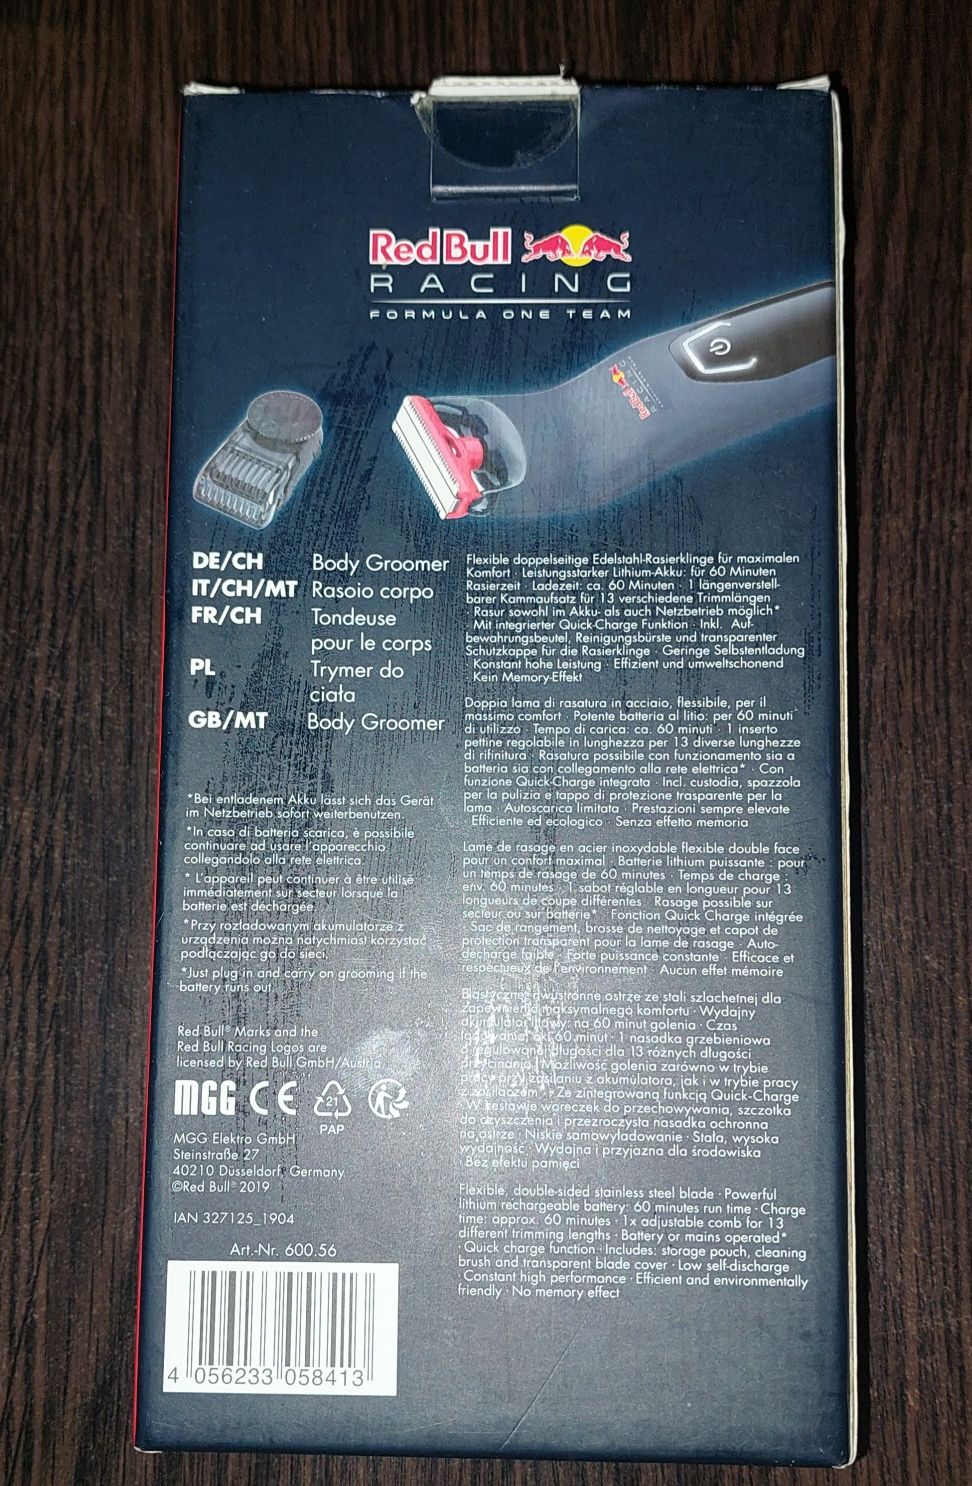 Red Bull
RACING
FORMULA ONE TEAM
Red Bull
RACING
DE/CH Body Groomer
IT/CH/MT Rasoio corpo
FR/CH Tondeuse
pour le corps
PL Trymer do
ciała
GB/MT Body Groomer
*Bei entladenem Akku lässt sich das Gerät
im Netzbetrieb sofort weiterbenutzen.
*In caso di batteria scarica, è possibile
continuare ad usare l'apparecchio
collegandolo alla rete elettrica.
* L'appareil peut continuer à être utilisé
immédiatement sur secteur lorsque la
batterie est déchargée.
*Przy rozładowanym akumulatorze z
urządzenia można natychmiast korzystać
podłączając go do sieci.
*Just plug in and carry on grooming if the
battery runs out.
Red Bull® Marks and the
Red Bull Racing Logos are
licensed by Red Bull GmbH/Austria
MGG CE 21
PAP
MGG Elektro GmbH
Steinstraße 27
40210 Düsseldorf, Germany
©Red Bull® 2019
IAN 327125_1904
Art.-Nr. 600.56
4 056233 058413
Flexible doppelseitige Edelstahl-Rasierklinge für maximalen
Komfort · Leistungsstarker Lithium-Akku: für 60 Minuten
Rasierzeit · Ladezeit: ca. 60 Minuten · 1 längenverstell-
barer Kammaufsatz für 13 verschiedene Trimmlängen
· Rasur sowohl im Akku- als auch Netzbetrieb möglich*
· Mit integrierter Quick-Charge Funktion · Inkl. Auf-
bewahrungsbeutel, Reinigungsbürste und transparenter
Schutzkappe für die Rasierklinge · Geringe Selbstentladung
· Konstant hohe Leistung · Effizient und umweltschonend
· Kein Memory-Effekt
Doppia lama di rasatura in acciaio, flessibile, per il
massimo comfort · Potente batteria al litio: per 60 minuti
di utilizzo · Tempo di carica: ca. 60 minuti · 1 inserto
pettine regolabile in lunghezza per 13 diverse lunghezze
di rifinitura · Rasatura possibile con funzionamento sia a
batteria sia con collegamento alla rete elettrica* · Con
funzione Quick-Charge integrata · Incl. custodia, spazzola
per la pulizia e tappo di protezione trasparente per la
lama · Autoscarica limitata · Prestazioni sempre elevate
· Efficiente ed ecologico · Senza effetto memoria
Lame de rasage en acier inoxydable flexible double face
pour un confort maximal · Batterie lithium puissante : pour
un temps de rasage de 60 minutes · Temps de charge :
env. 60 minutes · 1 sabot réglable en longueur pour 13
longueurs de coupe différentes · Rasage possible sur
secteur ou sur batterie* · Fonction Quick Charge intégrée
· Sac de rangement, brosse de nettoyage et capot de
protection transparent pour la lame de rasage · Auto-
décharge faible · Forte puissance constante · Efficace et
respectueux de l'environnement · Aucun effet mémoire
Elastyczne, dwustronne ostrze ze stali szlachetnej dla
zapewnienia maksymalnego komfortu · Wydajny
akumulator litowy: na 60 minut golenia · Czas
ładowania: ok. 60 minut · 1 nasadka grzebieniowa
o regulowanej długości dla 13 różnych długości
przycinania · Możliwość golenia zarówno w trybie
pracy przy zasilaniu z akumulatora, jak i w trybie pracy
z zasilaczem* · Ze zintegrowaną funkcją Quick-Charge
· W zestawie woreczek do przechowywania, szczotka
do czyszczenia i przezroczysta nasadka ochronna
na ostrze · Niskie samowyładowanie · Stała, wysoka
wydajność · Wydajna i przyjazna dla środowiska
· Bez efektu pamięci
Flexible, double-sided stainless steel blade · Powerful
lithium rechargeable battery: 60 minutes run time · Charge
time: approx. 60 minutes · 1x adjustable comb for 13
different trimming lengths · Battery or mains operated*
· Quick charge function · Includes: storage pouch, cleaning
brush and transparent blade cover · Low self-discharge
· Constant high performance · Efficient and environmentally
friendly · No memory effect